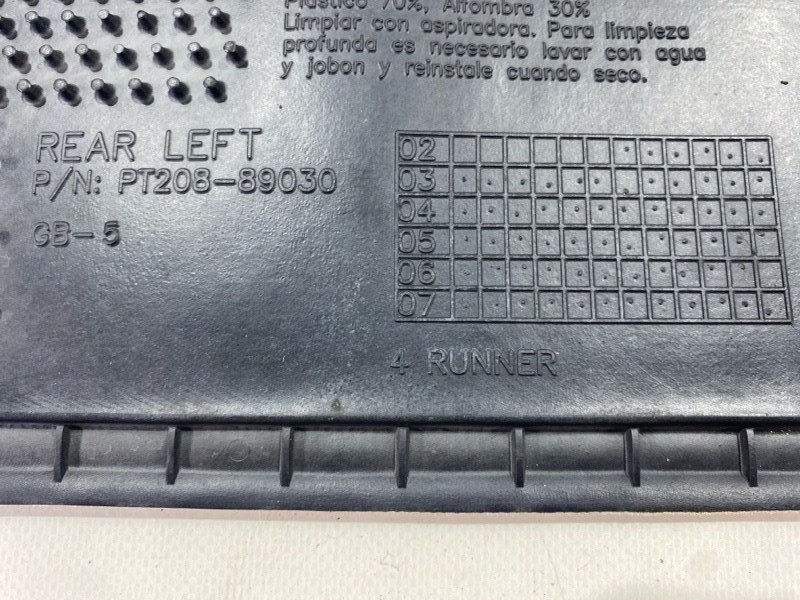 Plastico 70%, Alfombra 30%
Limpiar con aspiradora. Para limpieza
profunda es necesario lavar con agua
y jobon y reinstale cuando seco.
REAR LEFT
P/N: PT208-89030
GB-5
02
03
04
05
06
07
4 RUNNER